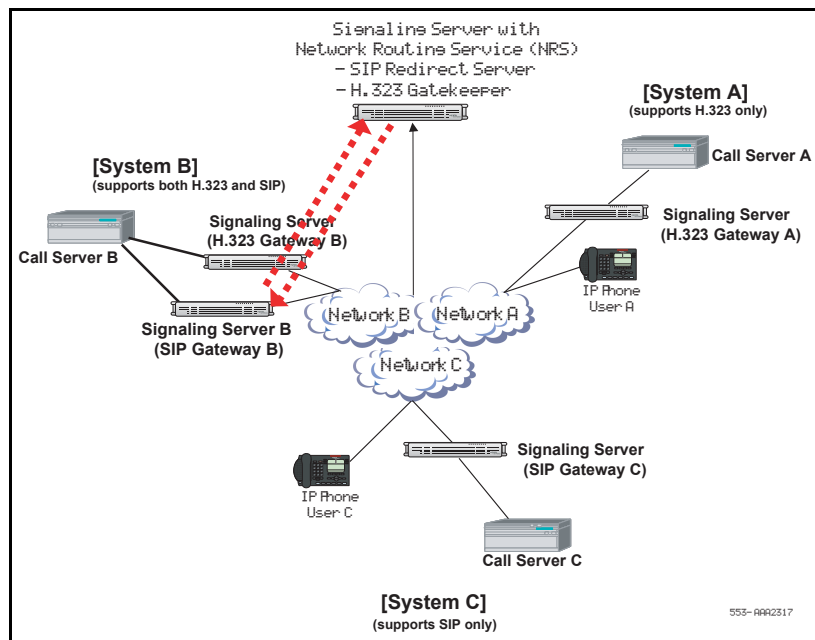 Signaling Server with
Network Routing Service (NRS)
– SIP Redirect Server
– H.323 Gatekeeper
[System A]
(supports H.323 only)
Call Server A
[System B]
(supports both H.323 and SIP)
Signaling Server
(H.323 Gateway B)
Signaling Server
(H.323 Gateway A)
Call Server B
IP Phone
User A
Signaling Server B
(SIP Gateway B)
Network B
Network A
Network C
Signaling Server
(SIP Gateway C)
IP Phone
User C
Call Server C
[System C]
(supports SIP only)
553-AAA2317